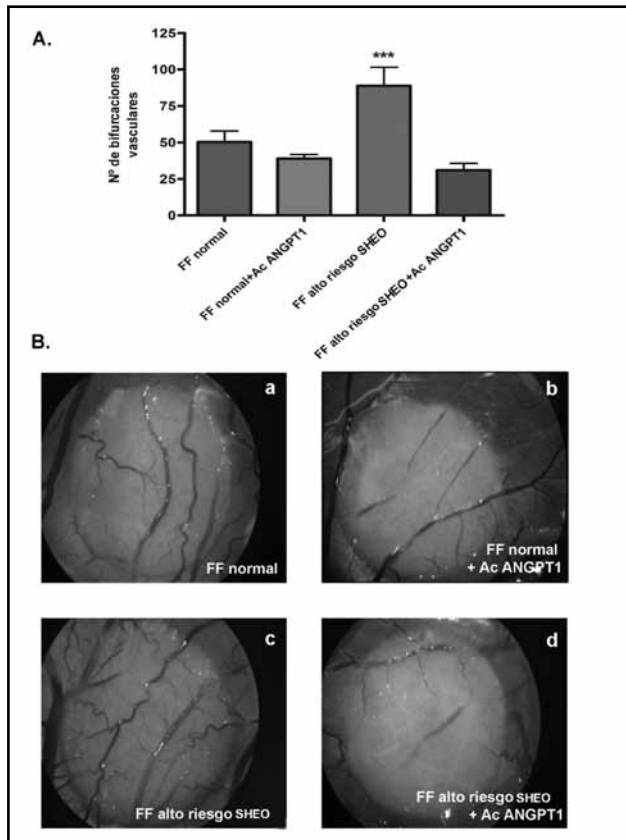 A.
Nº de bifurcaciones
vasculares
125
100
75
50
25
0
***
FF normal
FF normal+Ac ANGPT1
FF alto riesgo SHEO
FF alto riesgo SHEO+Ac ANGPT1
B.
a
FF normal
b
FF normal
+ Ac ANGPT1
c
FF alto riesgo SHEO
d
FF alto riesgo SHEO
+ Ac ANGPT1